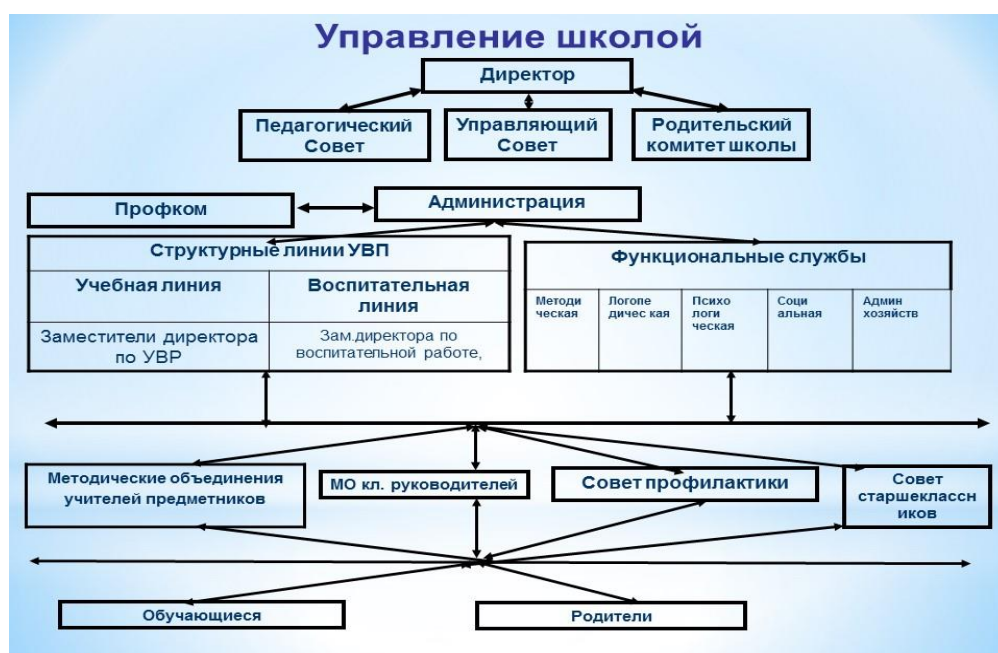 Управление школой
Директор
Педагогический
Совет
Управляющий
Совет
Родительский
комитет школы
Профком
Администрация
Структурные линии УВП
Учебная линия
Воспитательная
линия
Заместители директора
по УВР
Зам.директора по
воспитательной работе,
Функциональные службы
Методи
ческая
Логопе
дичес кая
Психо
логи
ческая
Соци
альная
Админ
хозяйств
Методические объединения
учителей предметников
МО кл. руководителей
Совет профилактики
Совет
старшеклассн
иков
Обучающиеся
Родители